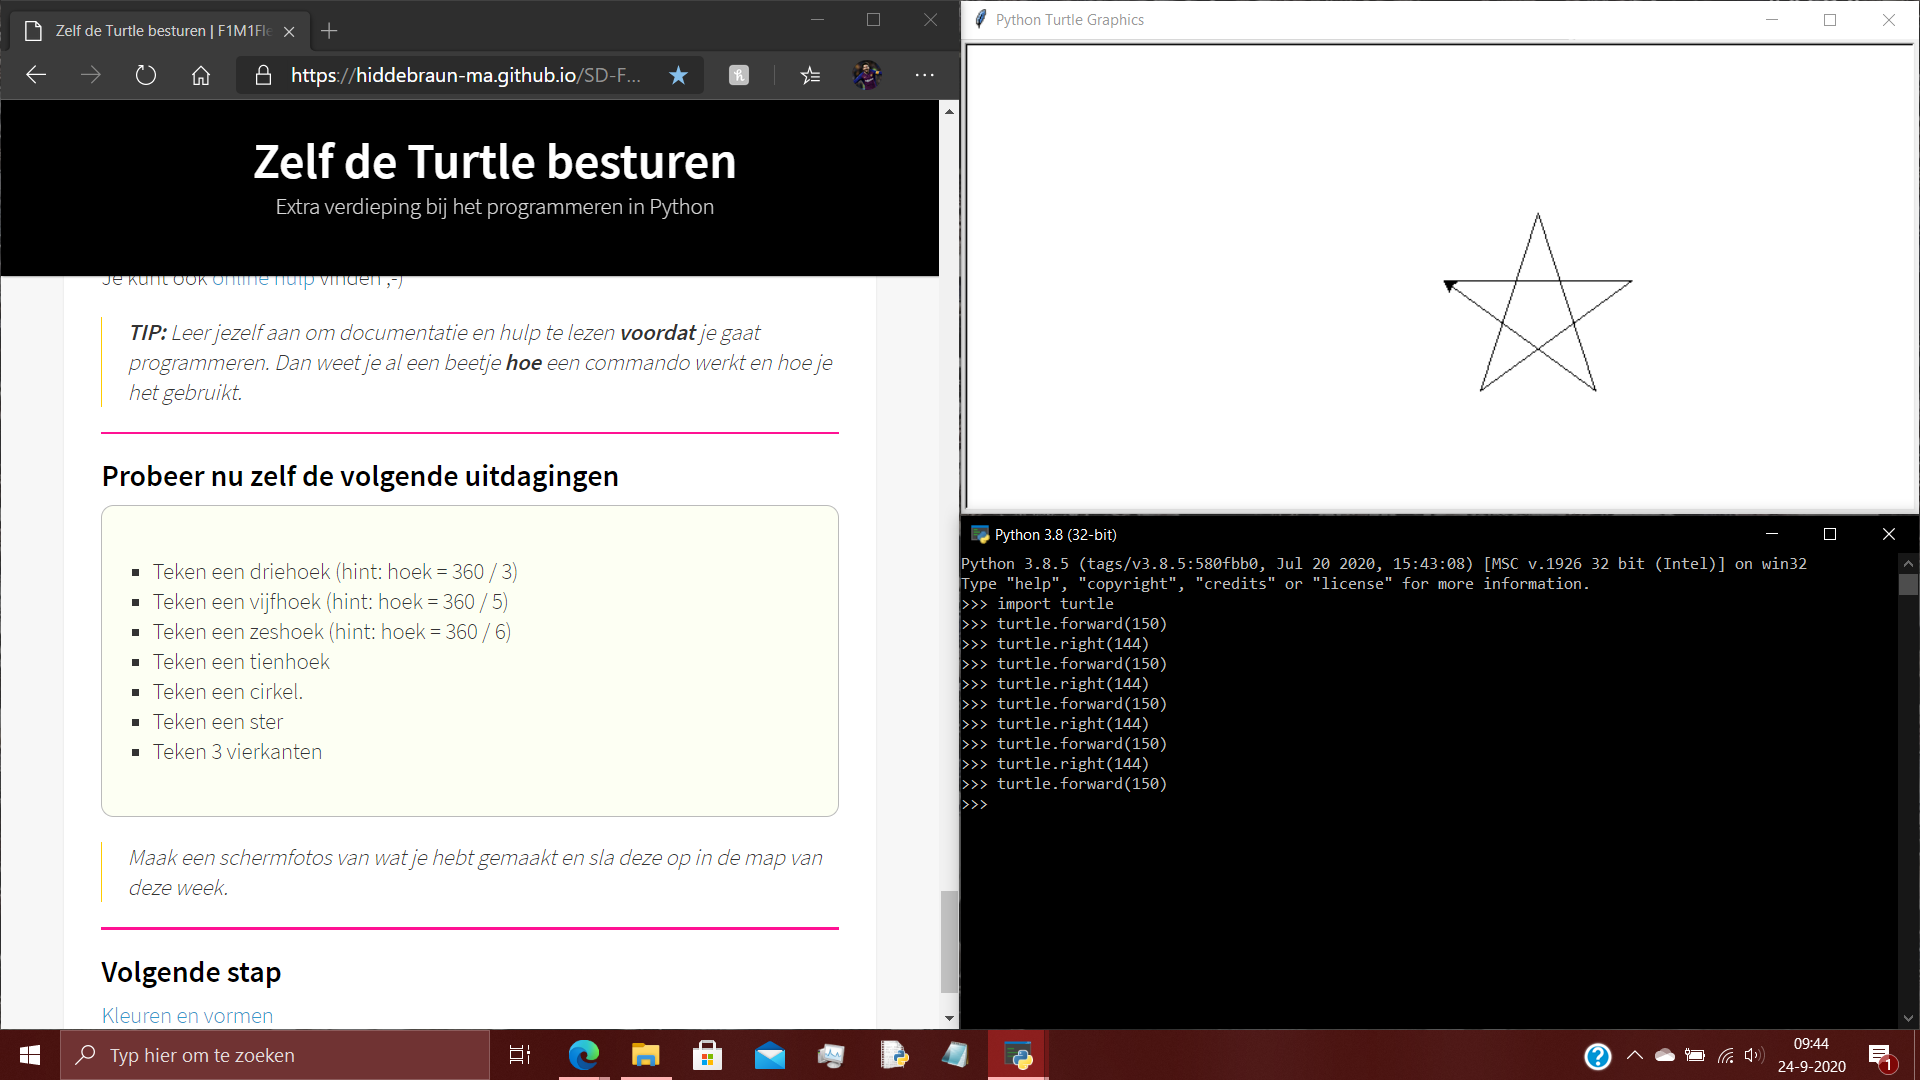 Zelf de Turtle besturen | F1M1Fle
https://hiddebraun-ma.github.io/SD-F...
Zelf de Turtle besturen
Extra verdieping bij het programmeren in Python
Je kunt ook online hulp vinden ;-)
TIP: Leer jezelf aan om documentatie en hulp te lezen voordat je gaat
programmeren. Dan weet je al een beetje hoe een commando werkt en hoe je
het gebruikt.
Probeer nu zelf de volgende uitdagingen
Teken een driehoek (hint: hoek = 360 / 3)
Teken een vijfhoek (hint: hoek = 360 / 5)
Teken een zeshoek (hint: hoek = 360 / 6)
Teken een tienhoek
Teken een cirkel.
Teken een ster
Teken 3 vierkanten
Maak een schermfotos van wat je hebt gemaakt en sla deze op in de map van
deze week.
Volgende stap
Kleuren en vormen
Python Turtle Graphics
Python 3.8 (32-bit)
Python 3.8.5 (tags/v3.8.5:580fbb0, Jul 20 2020, 15:43:08) [MSC v.1926 32 bit (Intel)] on win32
Type "help", "copyright", "credits" or "license" for more information.
>>> import turtle
>>> turtle.forward(150)
>>> turtle.right(144)
>>> turtle.forward(150)
>>> turtle.right(144)
>>> turtle.forward(150)
>>> turtle.right(144)
>>> turtle.forward(150)
>>> turtle.right(144)
>>> turtle.forward(150)
>>>
Typ hier om te zoeken
09:44
24-9-2020
1